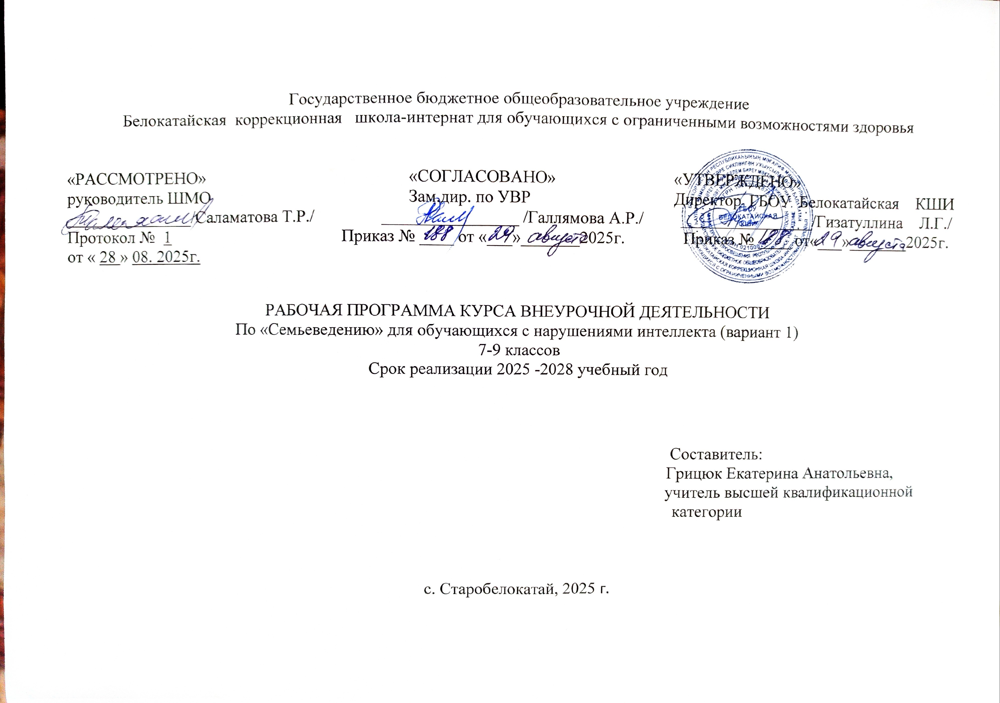 Государственное бюджетное общеобразовательное учреждение
Белокатайская коррекционная школа-интернат для обучающихся с ограниченными возможностями здоровья
«РАССМОТРЕНО»
руководитель ШМО
/Саламатова Т.Р./
Протокол № 1
от « 28 » 08. 2025г.
«СОГЛАСОВАНО»
Зам.дир. по УВР
/Галлямова А.Р./
Приказ № 188 от «29» августа 2025г.
«УТВЕРЖДЕНО»
Директор ГБОУ Белокатайская КШИ
/Гизатуллина Л.Г./
Приказ № 188 от «29» августа 2025г.
ГБОУ
БЕЛОКАТАЙСКАЯ
КШИ
РАБОЧАЯ ПРОГРАММА КУРСА ВНЕУРОЧНОЙ ДЕЯТЕЛЬНОСТИ
По «Семьеведению» для обучающихся с нарушениями интеллекта (вариант 1)
7-9 классов
Срок реализации 2025 -2028 учебный год
Составитель:
Грицюк Екатерина Анатольевна,
учитель высшей квалификационной
категории
с. Старобелокатай, 2025 г.